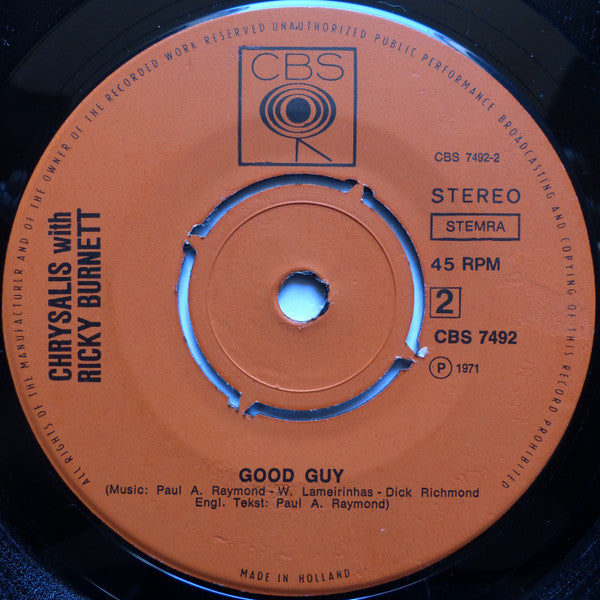 ALL RIGHTS OF THE MANUFACTURER AND OF THE OWNER OF THE RECORDED WORK RESERVED UNAUTHORIZED PUBLIC PERFORMANCE, BROADCASTING AND COPYING OF THIS RECORD PROHIBITED
CBS
CBS 7492-2
STEREO
STEMRA
45 RPM
2
CBS 7492
Ⓟ 1971
CHRYSALIS with
RICKY BURNETT
GOOD GUY
(Music: Paul A. Raymond - W. Lameirinhas - Dick Richmond
Engl. Tekst: Paul A. Raymond)
MADE IN HOLLAND